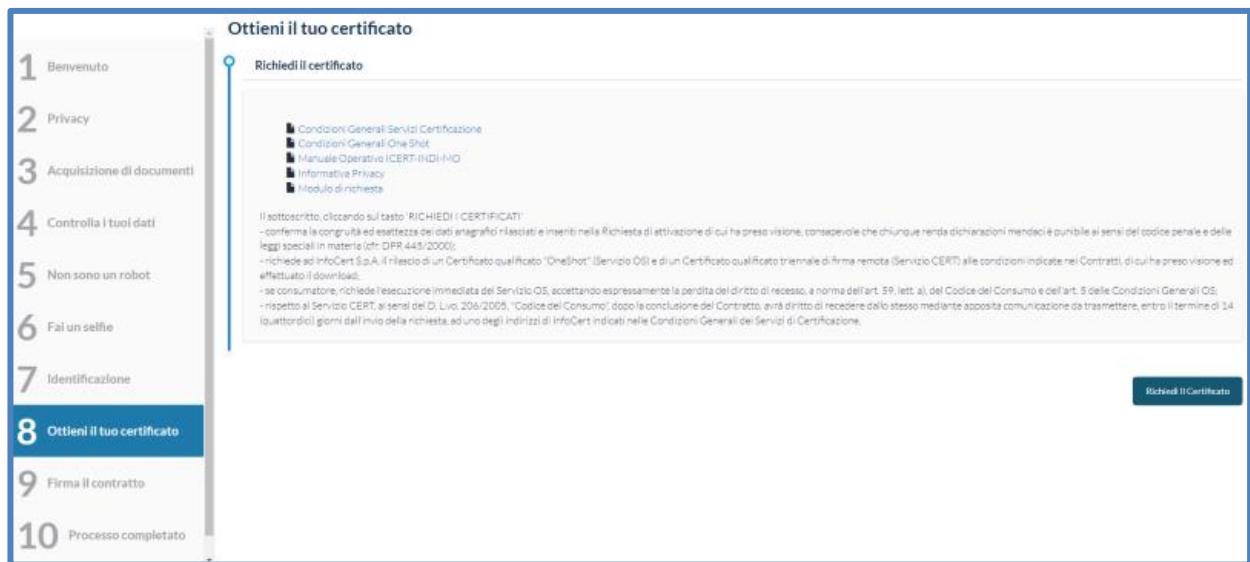 Ottieni il tuo certificato
1 Benvenuto
2 Privacy
3 Acquisizione di documenti
4 Controlla i tuoi dati
5 Non sono un robot
6 Fai un selfie
7 Identificazione
8 Ottieni il tuo certificato
9 Firma il contratto
10 Processo completato
Richiedi il certificato
Condizioni Generali Servizi Certificazione
Condizioni Generali One Shot
Manuale Operativo ICERT-INDI-MO
Informativa Privacy
Modulo di richiesta
Il sottoscritto, cliccando sul tasto 'RICHIEDI I CERTIFICATI'
- conferma la congruità ed esattezza dei dati anagrafici rilasciati e inseriti nella Richiesta di attivazione di cui ha preso visione, consapevole che chiunque renda dichiarazioni mendaci è punibile ai sensi del codice penale e delle
leggi speciali in materia (cfr. DPR 445/2000);
- richiede ad InfoCert S.p.A. il rilascio di un Certificato qualificato "OneShot" (Servizio OS) e di un Certificato qualificato triennale di firma remota (Servizio CERT) alle condizioni indicate nei Contratti, di cui ha preso visione ed
effettuato il download;
- se consumatore, richiede l'esecuzione immediata del Servizio OS, accettando espressamente la perdita del diritto di recesso, a norma dell'art. 59, lett. a), del Codice del Consumo e dell'art. 5 delle Condizioni Generali OS;
- rispetto al Servizio CERT, ai sensi del D. Lvo. 206/2005, "Codice del Consumo", dopo la conclusione del Contratto, avrà diritto di recedere dallo stesso mediante apposita comunicazione da trasmettere, entro il termine di 14
(quattordici) giorni dall'invio della richiesta, ad uno degli indirizzi di InfoCert indicati nelle Condizioni Generali dei Servizi di Certificazione.
Richiedi Il Certificato